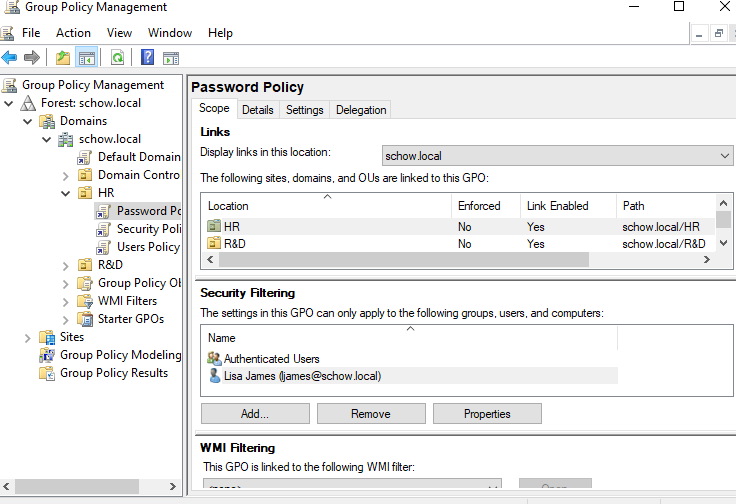 Group Policy Management
File Action View Window Help
Group Policy Management
Forest: schow.local
Domains
schow.local
Default Domain
Domain Contro
HR
Password Po
Security Poli
Users Policy
R&D
Group Policy Ob
WMI Filters
Starter GPOs
Sites
Group Policy Modeling
Group Policy Results
Password Policy
Scope Details Settings Delegation
Links
Display links in this location: schow.local
The following sites, domains, and OUs are linked to this GPO:
Location Enforced Link Enabled Path
HR No Yes schow.local/HR
R&D No Yes schow.local/R&D
Security Filtering
The settings in this GPO can only apply to the following groups, users, and computers:
Name
Authenticated Users
Lisa James (ljames@schow.local)
Add... Remove Properties
WMI Filtering
This GPO is linked to the following WMI filter:
<none> Open